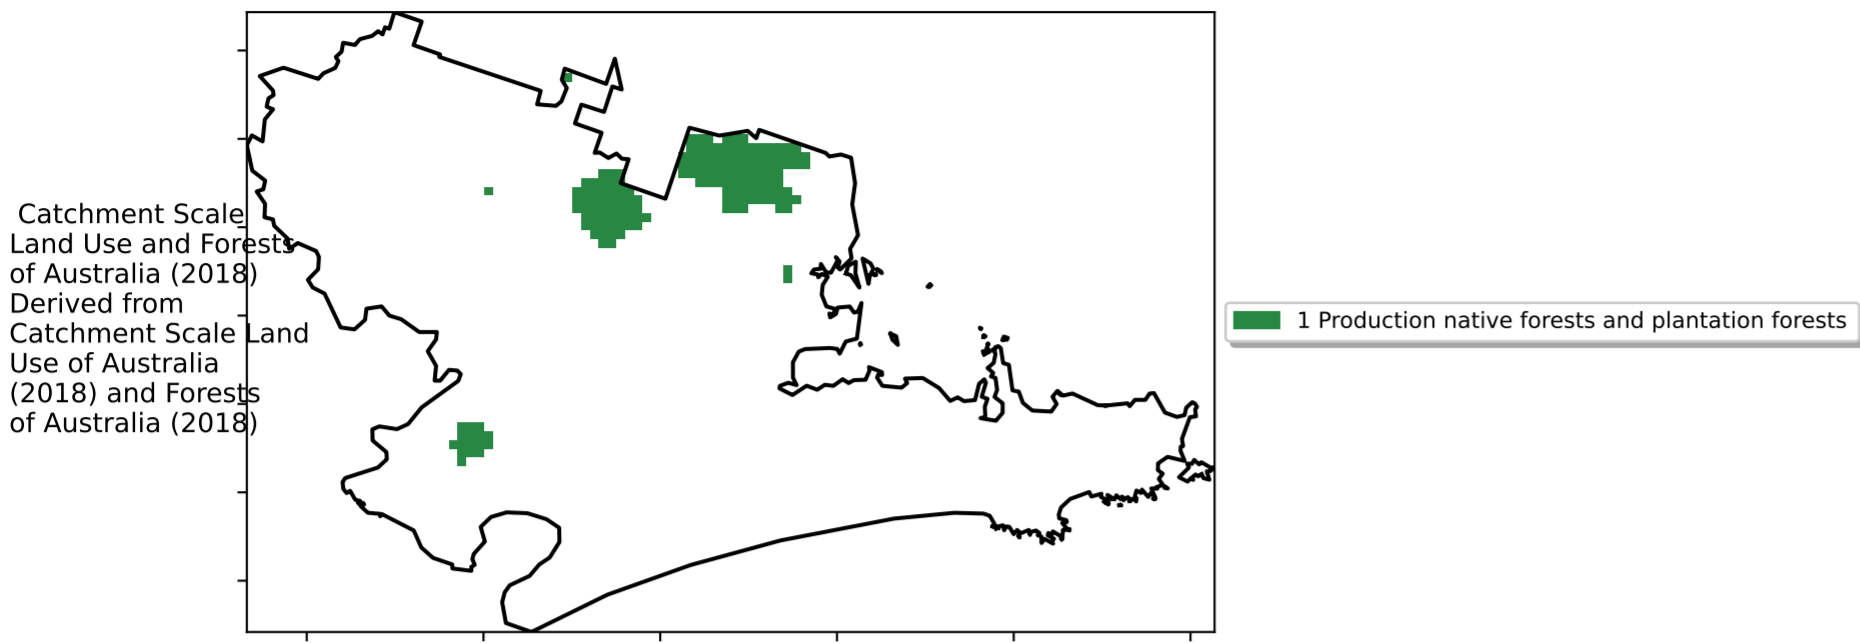 Catchment Scale
Land Use and Forests
of Australia (2018)
Derived from
Catchment Scale Land
Use of Australia
(2018) and Forests
of Australia (2018)
1 Production native forests and plantation forests